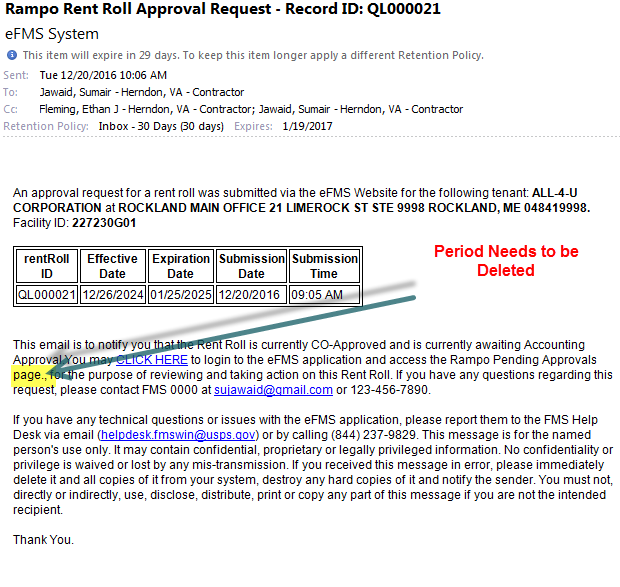 Rampo Rent Roll Approval Request - Record ID: QL000021
eFMS System
This item will expire in 29 days. To keep this item longer apply a different Retention Policy.
Sent: Tue 12/20/2016 10:06 AM
To: Jawaid, Sumair - Herndon, VA - Contractor
Cc: Fleming, Ethan J - Herndon, VA - Contractor; Jawaid, Sumair - Herndon, VA - Contractor
Retention Policy: Inbox - 30 Days (30 days) Expires: 1/19/2017
An approval request for a rent roll was submitted via the eFMS Website for the following tenant: ALL-4-U
CORPORATION at ROCKLAND MAIN OFFICE 21 LIMEROCK ST STE 9998 ROCKLAND, ME 048419998.
Facility ID: 227230G01
rentRoll ID Effective Date Expiration Date Submission Date Submission Time
QL000021 12/26/2024 01/25/2025 12/20/2016 09:05 AM
Period Needs to be
Deleted
This email is to notify you that the Rent Roll is currently CO-Approved and is currently awaiting Accounting
Approval.You may CLICK HERE to login to the eFMS application and access the Rampo Pending Approvals
page., for the purpose of reviewing and taking action on this Rent Roll. If you have any questions regarding this
request, please contact FMS 0000 at sujawaid@gmail.com or 123-456-7890.
If you have any technical questions or issues with the eFMS application, please report them to the FMS Help
Desk via email (helpdesk.fmswin@usps.gov) or by calling (844) 237-9829. This message is for the named
person's use only. It may contain confidential, proprietary or legally privileged information. No confidentiality or
privilege is waived or lost by any mis-transmission. If you received this message in error, please immediately
delete it and all copies of it from your system, destroy any hard copies of it and notify the sender. You must not,
directly or indirectly, use, disclose, distribute, print or copy any part of this message if you are not the intended
recipient.
Thank You.